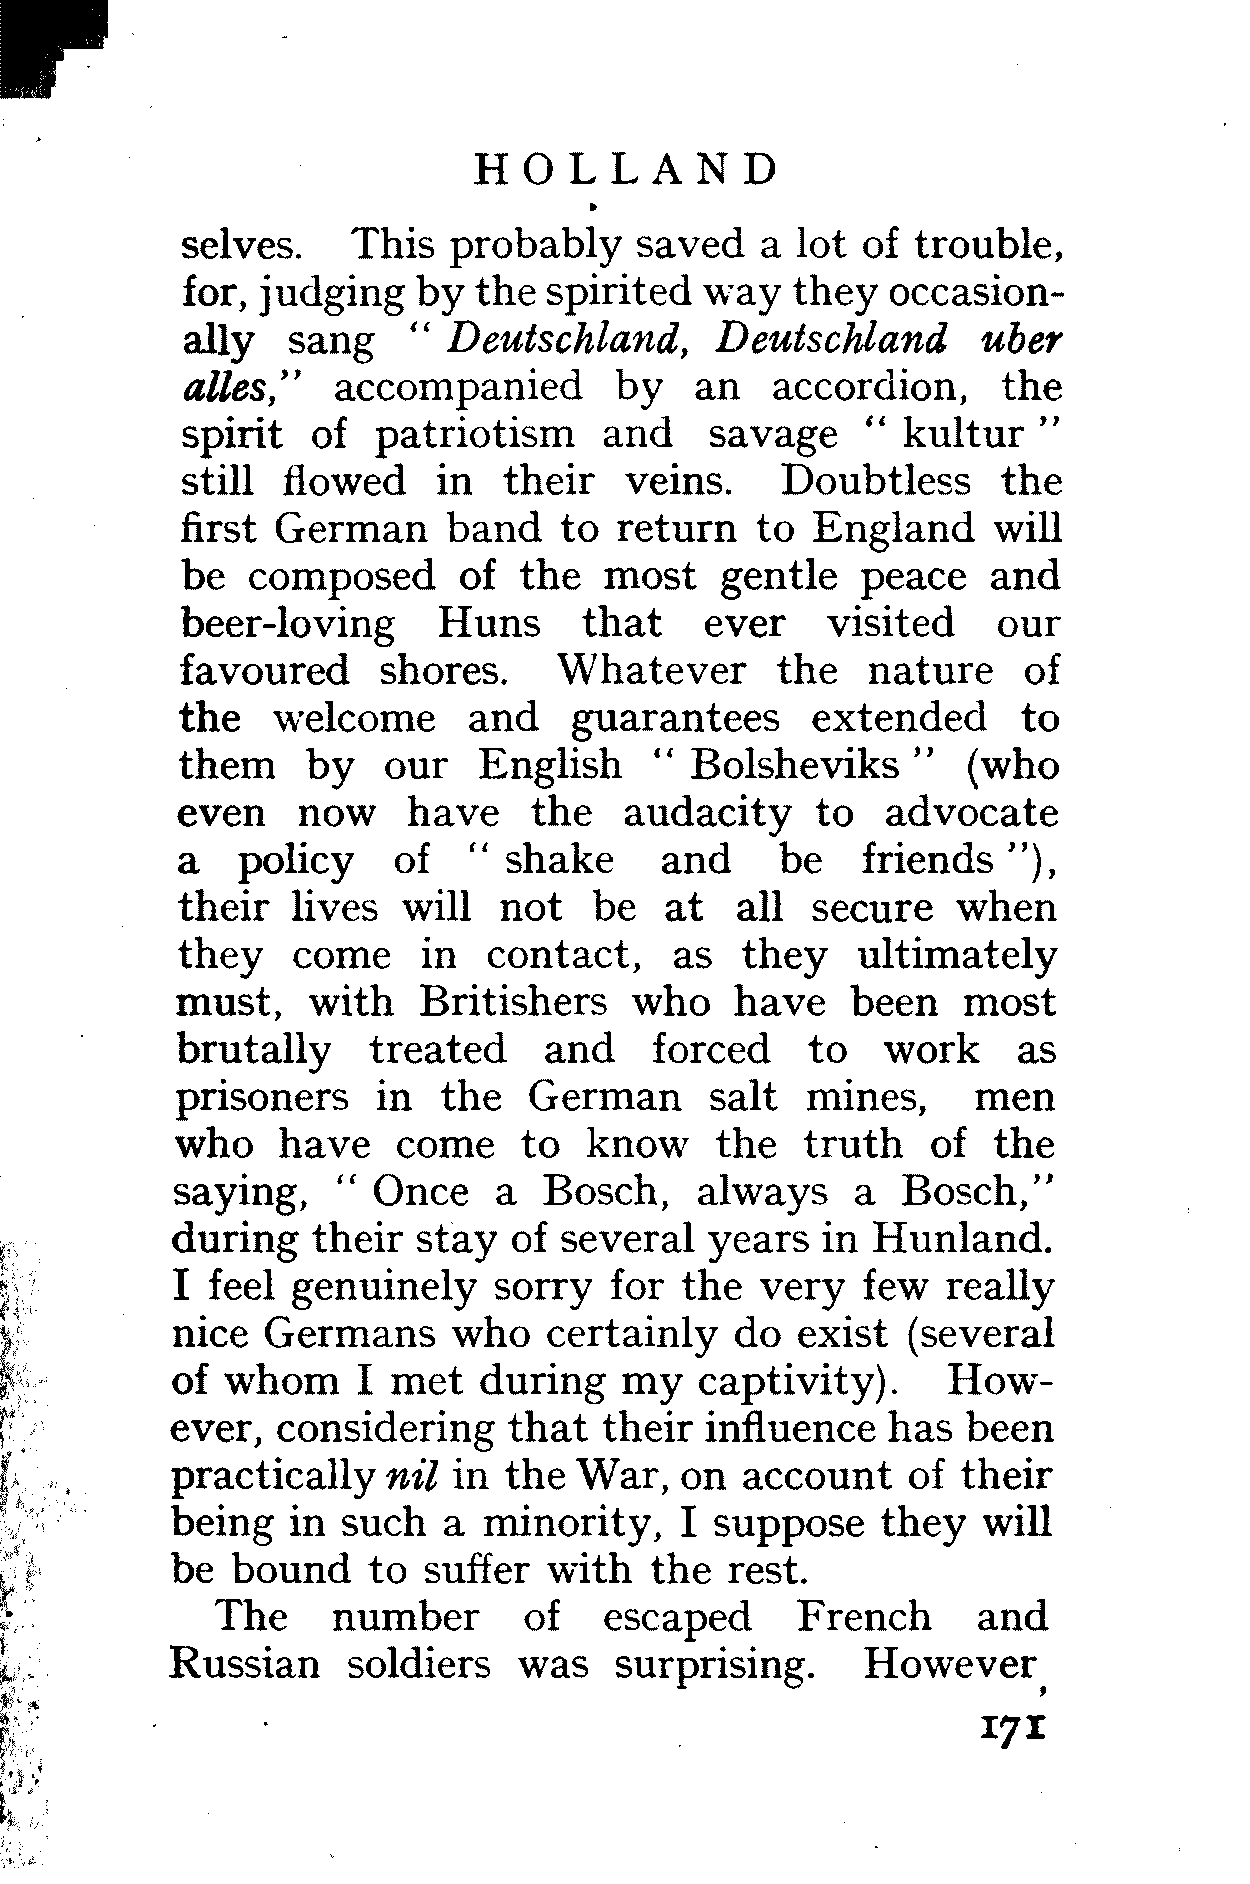 HOLLAND
selves. This probably saved a lot of trouble,
for, judging by the spirited way they occasion-
ally sang “ Deutschland, Deutschland uber
alles,” accompanied by an accordion, the
spirit of patriotism and savage “ kultur ”
still flowed in their veins. Doubtless the
first German band to return to England will
be composed of the most gentle peace and
beer-loving Huns that ever visited our
favoured shores. Whatever the nature of
the welcome and guarantees extended to
them by our English “ Bolsheviks ” (who
even now have the audacity to advocate
a policy of “ shake and be friends ”),
their lives will not be at all secure when
they come in contact, as they ultimately
must, with Britishers who have been most
brutally treated and forced to work as
prisoners in the German salt mines, men
who have come to know the truth of the
saying, “ Once a Bosch, always a Bosch,”
during their stay of several years in Hunland.
I feel genuinely sorry for the very few really
nice Germans who certainly do exist (several
of whom I met during my captivity). How-
ever, considering that their influence has been
practically nil in the War, on account of their
being in such a minority, I suppose they will
be bound to suffer with the rest.
The number of escaped French and
Russian soldiers was surprising. However,
171